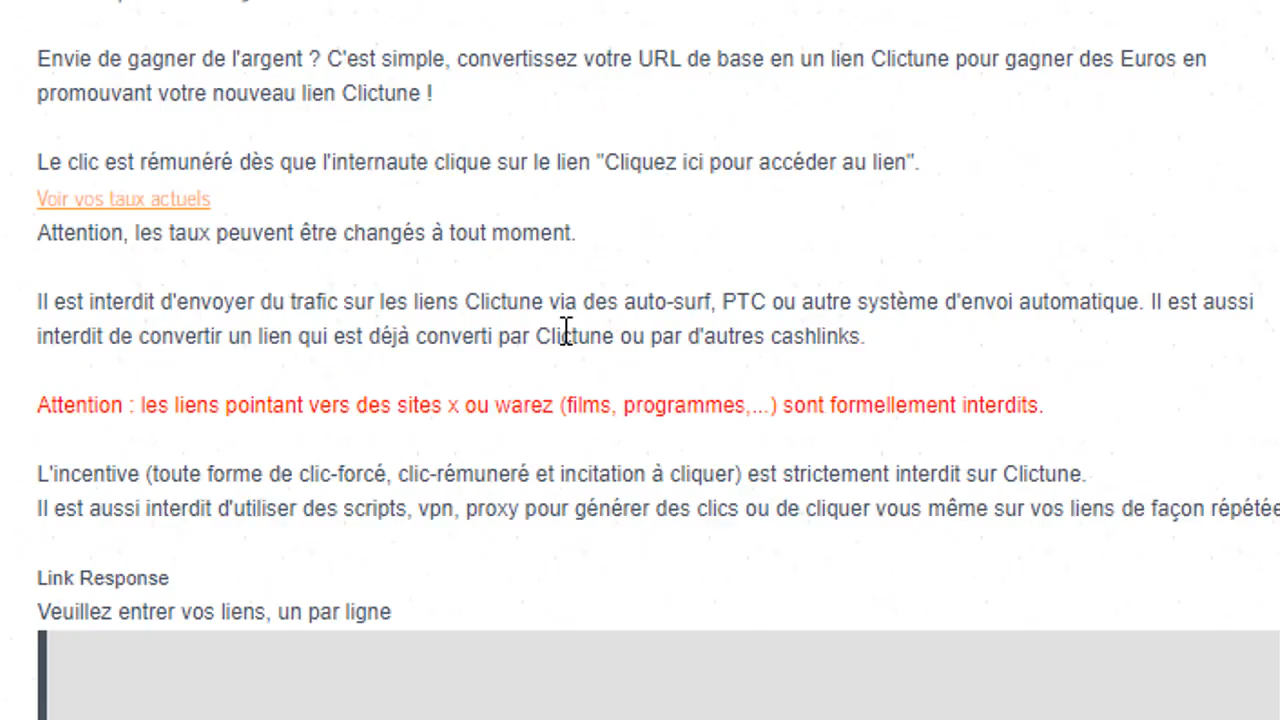 Envie de gagner de l'argent ? C'est simple, convertissez votre URL de base en un lien Clictune pour gagner des Euros en
promouvant votre nouveau lien Clictune !
Le clic est rémunéré dès que l'internaute clique sur le lien "Cliquez ici pour accéder au lien".
Voir vos taux actuels
Attention, les taux peuvent être changés à tout moment.
Il est interdit d'envoyer du trafic sur les liens Clictune via des auto-surf, PTC ou autre système d'envoi automatique. Il est aussi
interdit de convertir un lien qui est déjà converti par Clictune ou par d'autres cashlinks.
Attention : les liens pointant vers des sites x ou warez (films, programmes,...) sont formellement interdits.
L'incentive (toute forme de clic-forcé, clic-rémuneré et incitation à cliquer) est strictement interdit sur Clictune.
Il est aussi interdit d'utiliser des scripts, vpn, proxy pour générer des clics ou de cliquer vous même sur vos liens de façon répétée
Link Response
Veuillez entrer vos liens, un par ligne